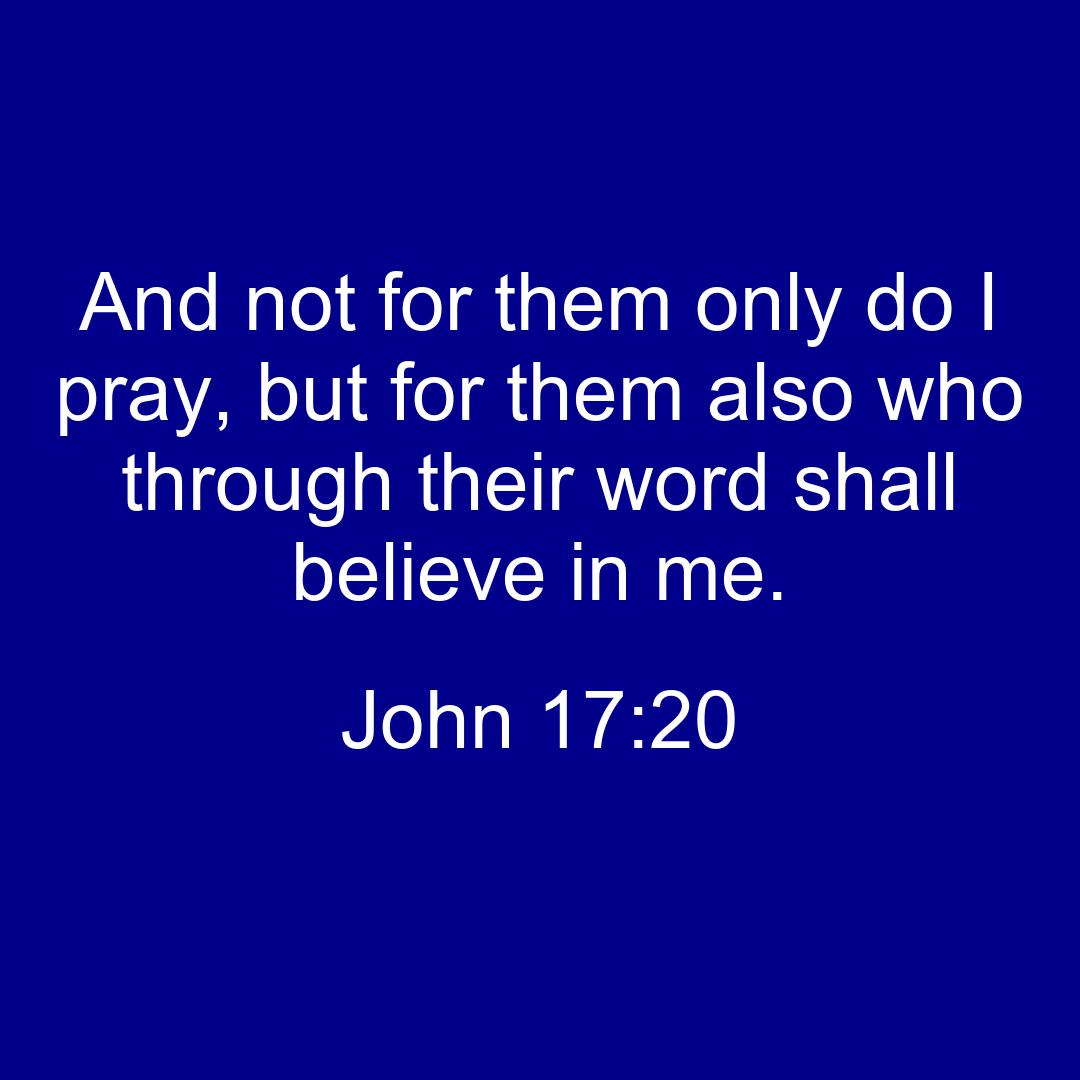 And not for them only do I
pray, but for them also who
through their word shall
believe in me.
John 17:20